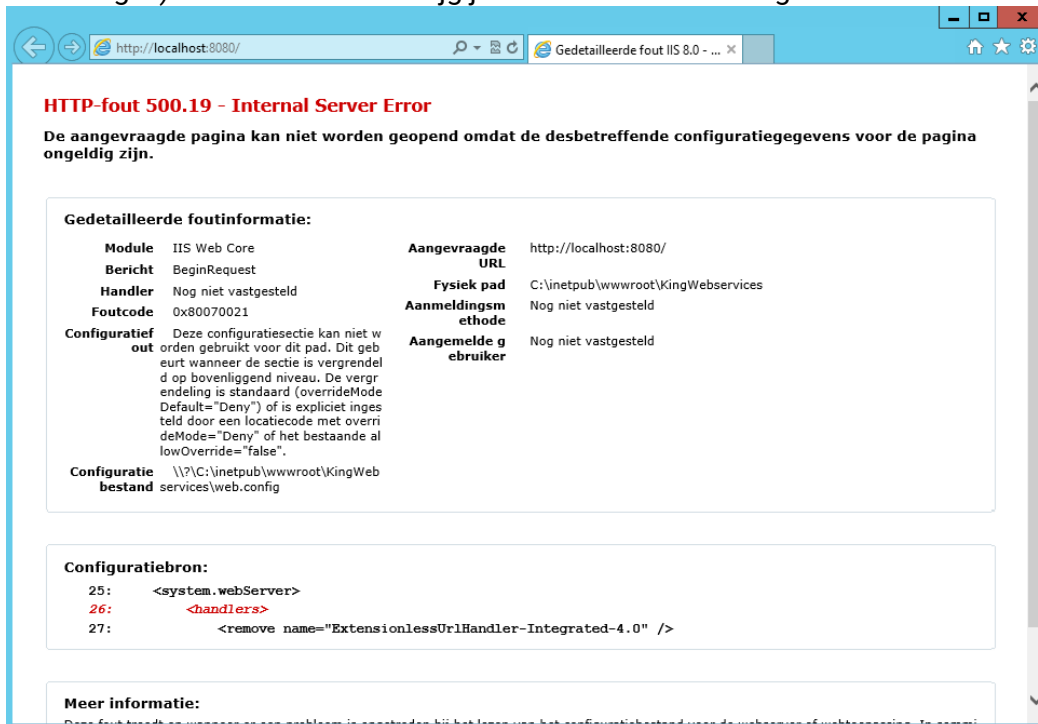 http://localhost:8080/
Gedetailleerde fout IIS 8.0 - ...
HTTP-fout 500.19 - Internal Server Error
De aangevraagde pagina kan niet worden geopend omdat de desbetreffende configuratiegegevens voor de pagina
ongeldig zijn.
Gedetailleerde foutinformatie:
Module IIS Web Core
Bericht BeginRequest
Handler Nog niet vastgesteld
Foutcode 0x80070021
Configuratief
out
Deze configuratiesectie kan niet w
orden gebruikt voor dit pad. Dit geb
eurt wanneer de sectie is vergrendel
d op bovenliggend niveau. De vergr
endeling is standaard (overrideMode
Default="Deny") of is expliciet inges
teld door een locatiecode met overri
deMode="Deny" of het bestaande al
lowOverride="false".
Configuratie
bestand
\\?\C:\inetpub\wwwroot\KingWeb
services\web.config
Aangevraagde
URL
http://localhost:8080/
Fysiek pad C:\inetpub\wwwroot\KingWebservices
Aanmeldingsm
ethode
Nog niet vastgesteld
Aangemelde g
ebruiker
Nog niet vastgesteld
Configuratiebron:
25: <system.webServer>
26: <handlers>
27: <remove name="ExtensionlessUrlHandler-Integrated-4.0" />
Meer informatie: